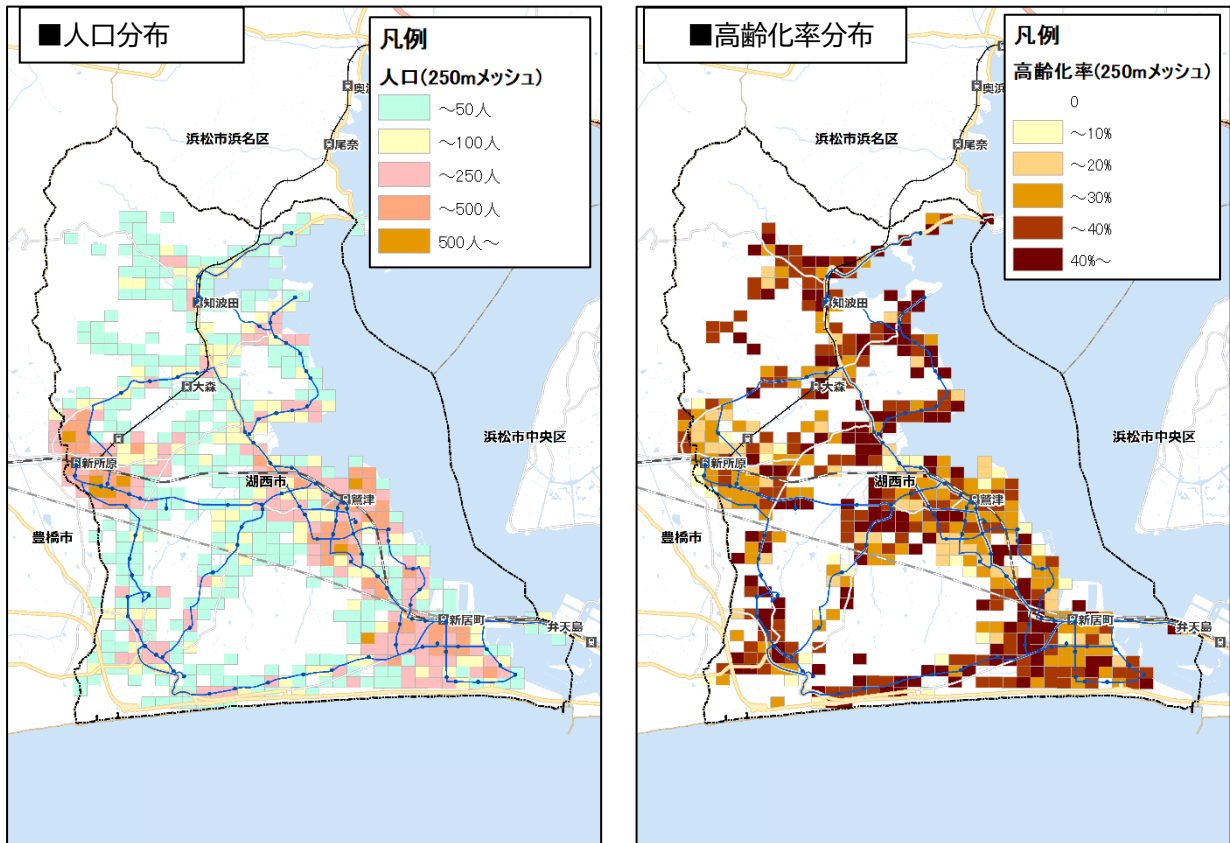 ■人口分布
凡例
人口(250mメッシュ)
～50人
～100人
～250人
～500人
500人～
浜松市浜名区
尾奈
知波田
大森
新所原
湖西市
鷲津
豊橋市
浜松市中央区
新居町
弁天島
■高齢化率分布
凡例
高齢化率(250mメッシュ)
0
～10%
～20%
～30%
～40%
40%～
浜松市浜名区
尾奈
知波田
大森
新所原
湖西市
鷲津
豊橋市
浜松市中央区
新居町
弁天島